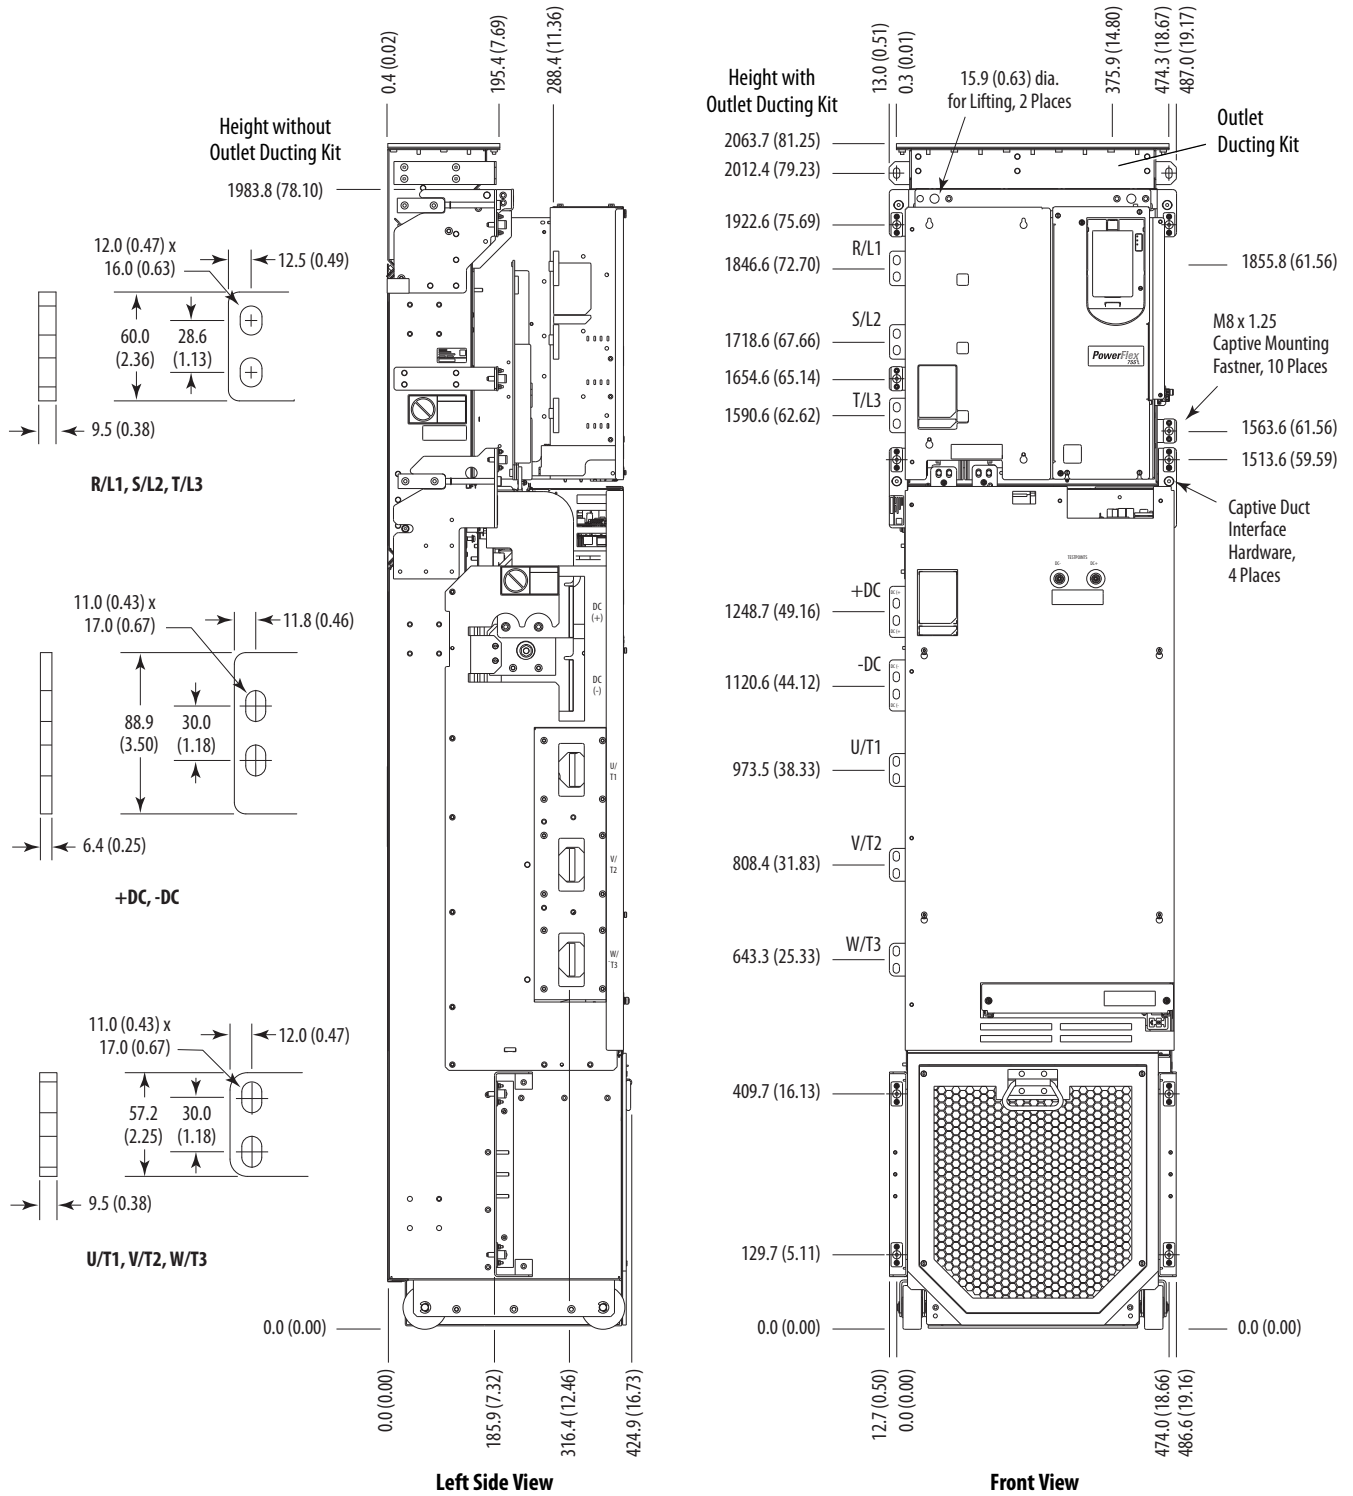 0.4 (0.02)
195.4 (7.69)
288.4 (11.36)
13.0 (0.51)
0.3 (0.01)
375.9 (14.80)
474.3 (18.67)
487.0 (19.17)
Height without
Outlet Ducting Kit
1983.8 (78.10)
Height with
Outlet Ducting Kit
15.9 (0.63) dia.
for Lifting, 2 Places
Outlet
Ducting Kit
2063.7 (81.25)
2012.4 (79.23)
1922.6 (75.69)
R/L1
1846.6 (72.70)
S/L2
1718.6 (67.66)
1654.6 (65.14)
T/L3
1590.6 (62.62)
1855.8 (61.56)
M8 x 1.25
Captive Mounting
Fastner, 10 Places
1563.6 (61.56)
1513.6 (59.59)
Captive Duct
Interface
Hardware,
4 Places
PowerFlex
755
LIFT
12.0 (0.47) x
16.0 (0.63)
12.5 (0.49)
60.0
(2.36)
28.6
(1.13)
9.5 (0.38)
R/L1, S/L2, T/L3
11.0 (0.43) x
17.0 (0.67)
11.8 (0.46)
88.9
(3.50)
30.0
(1.18)
6.4 (0.25)
+DC, -DC
11.0 (0.43) x
17.0 (0.67)
12.0 (0.47)
57.2
(2.25)
30.0
(1.18)
9.5 (0.38)
U/T1, V/T2, W/T3
DC
(+)
DC
(-)
U/
T1
V/
T2
W/
T3
TESTPOINTS
DC-
DC+
+DC
DC(+
DC(+
1248.7 (49.16)
-DC
DC(-
DC(-
1120.6 (44.12)
U/T1
973.5 (38.33)
V/T2
808.4 (31.83)
W/T3
643.3 (25.33)
409.7 (16.13)
129.7 (5.11)
0.0 (0.00)
0.0 (0.00)
0.0 (0.00)
0.0 (0.00)
185.9 (7.32)
316.4 (12.46)
424.9 (16.73)
12.7 (0.50)
0.0 (0.00)
474.0 (18.66)
486.6 (19.16)
Left Side View
Front View